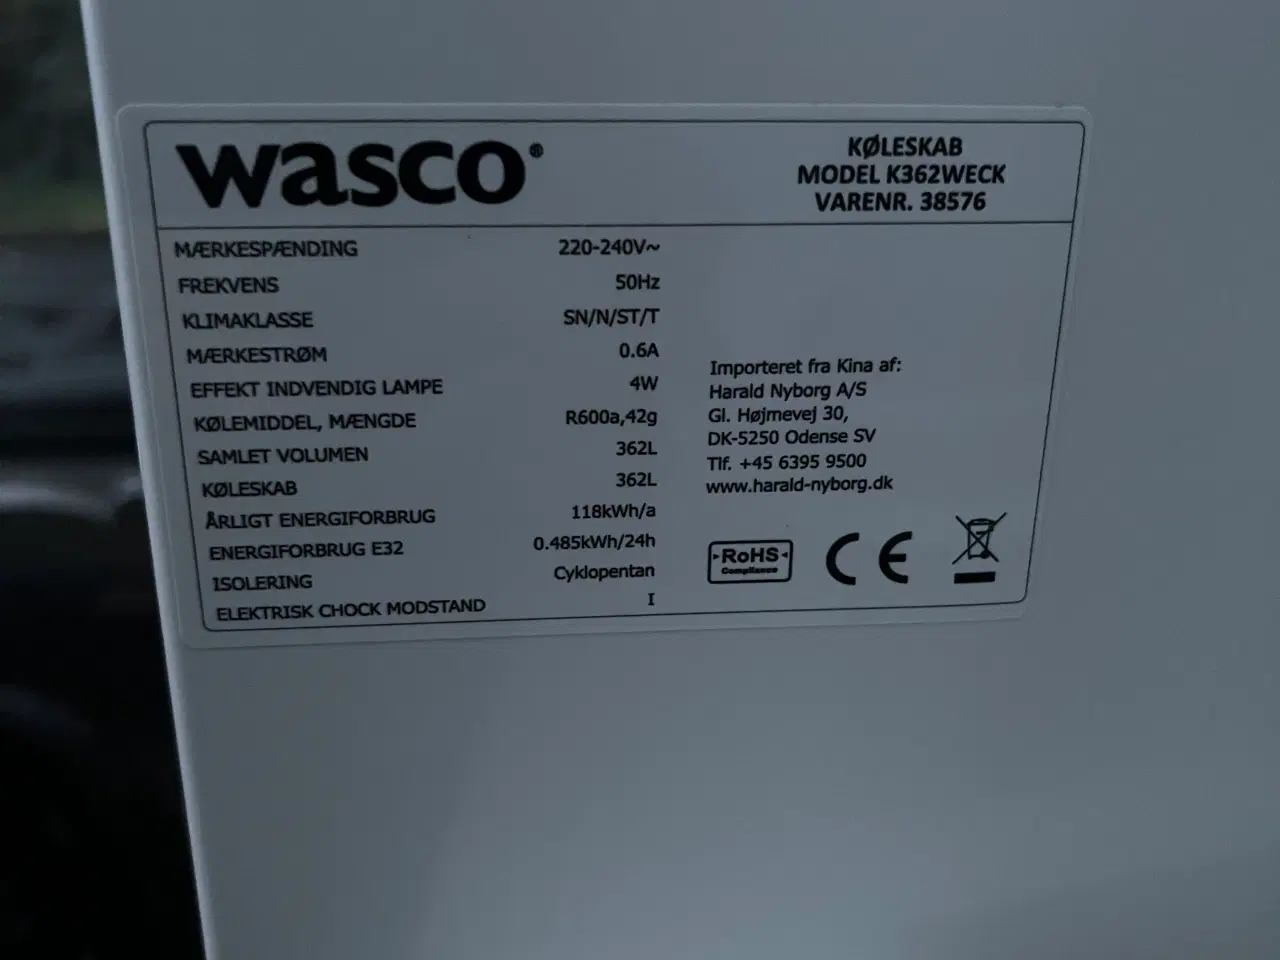 wasco®
KØLESKAB
MODEL K362WECK
VARENR. 38576
MÆRKESPÆNDING 220-240V~
FREKVENS 50Hz
KLIMAKLASSE SN/N/ST/T
MÆRKESTRØM 0.6A
EFFEKT INDVENDIG LAMPE 4W
KØLEMIDDEL, MÆNGDE R600a,42g
SAMLET VOLUMEN 362L
KØLESKAB 362L
ÅRLIGT ENERGIFORBRUG 118kWh/a
ENERGIFORBRUG E32 0.485kWh/24h
ISOLERING Cyklopentan
ELEKTRISK CHOCK MODSTAND I
Importeret fra Kina af:
Harald Nyborg A/S
Gl. Højmevej 30,
DK-5250 Odense SV
Tlf. +45 6395 9500
www.harald-nyborg.dk
RoHS
Compliance
CE